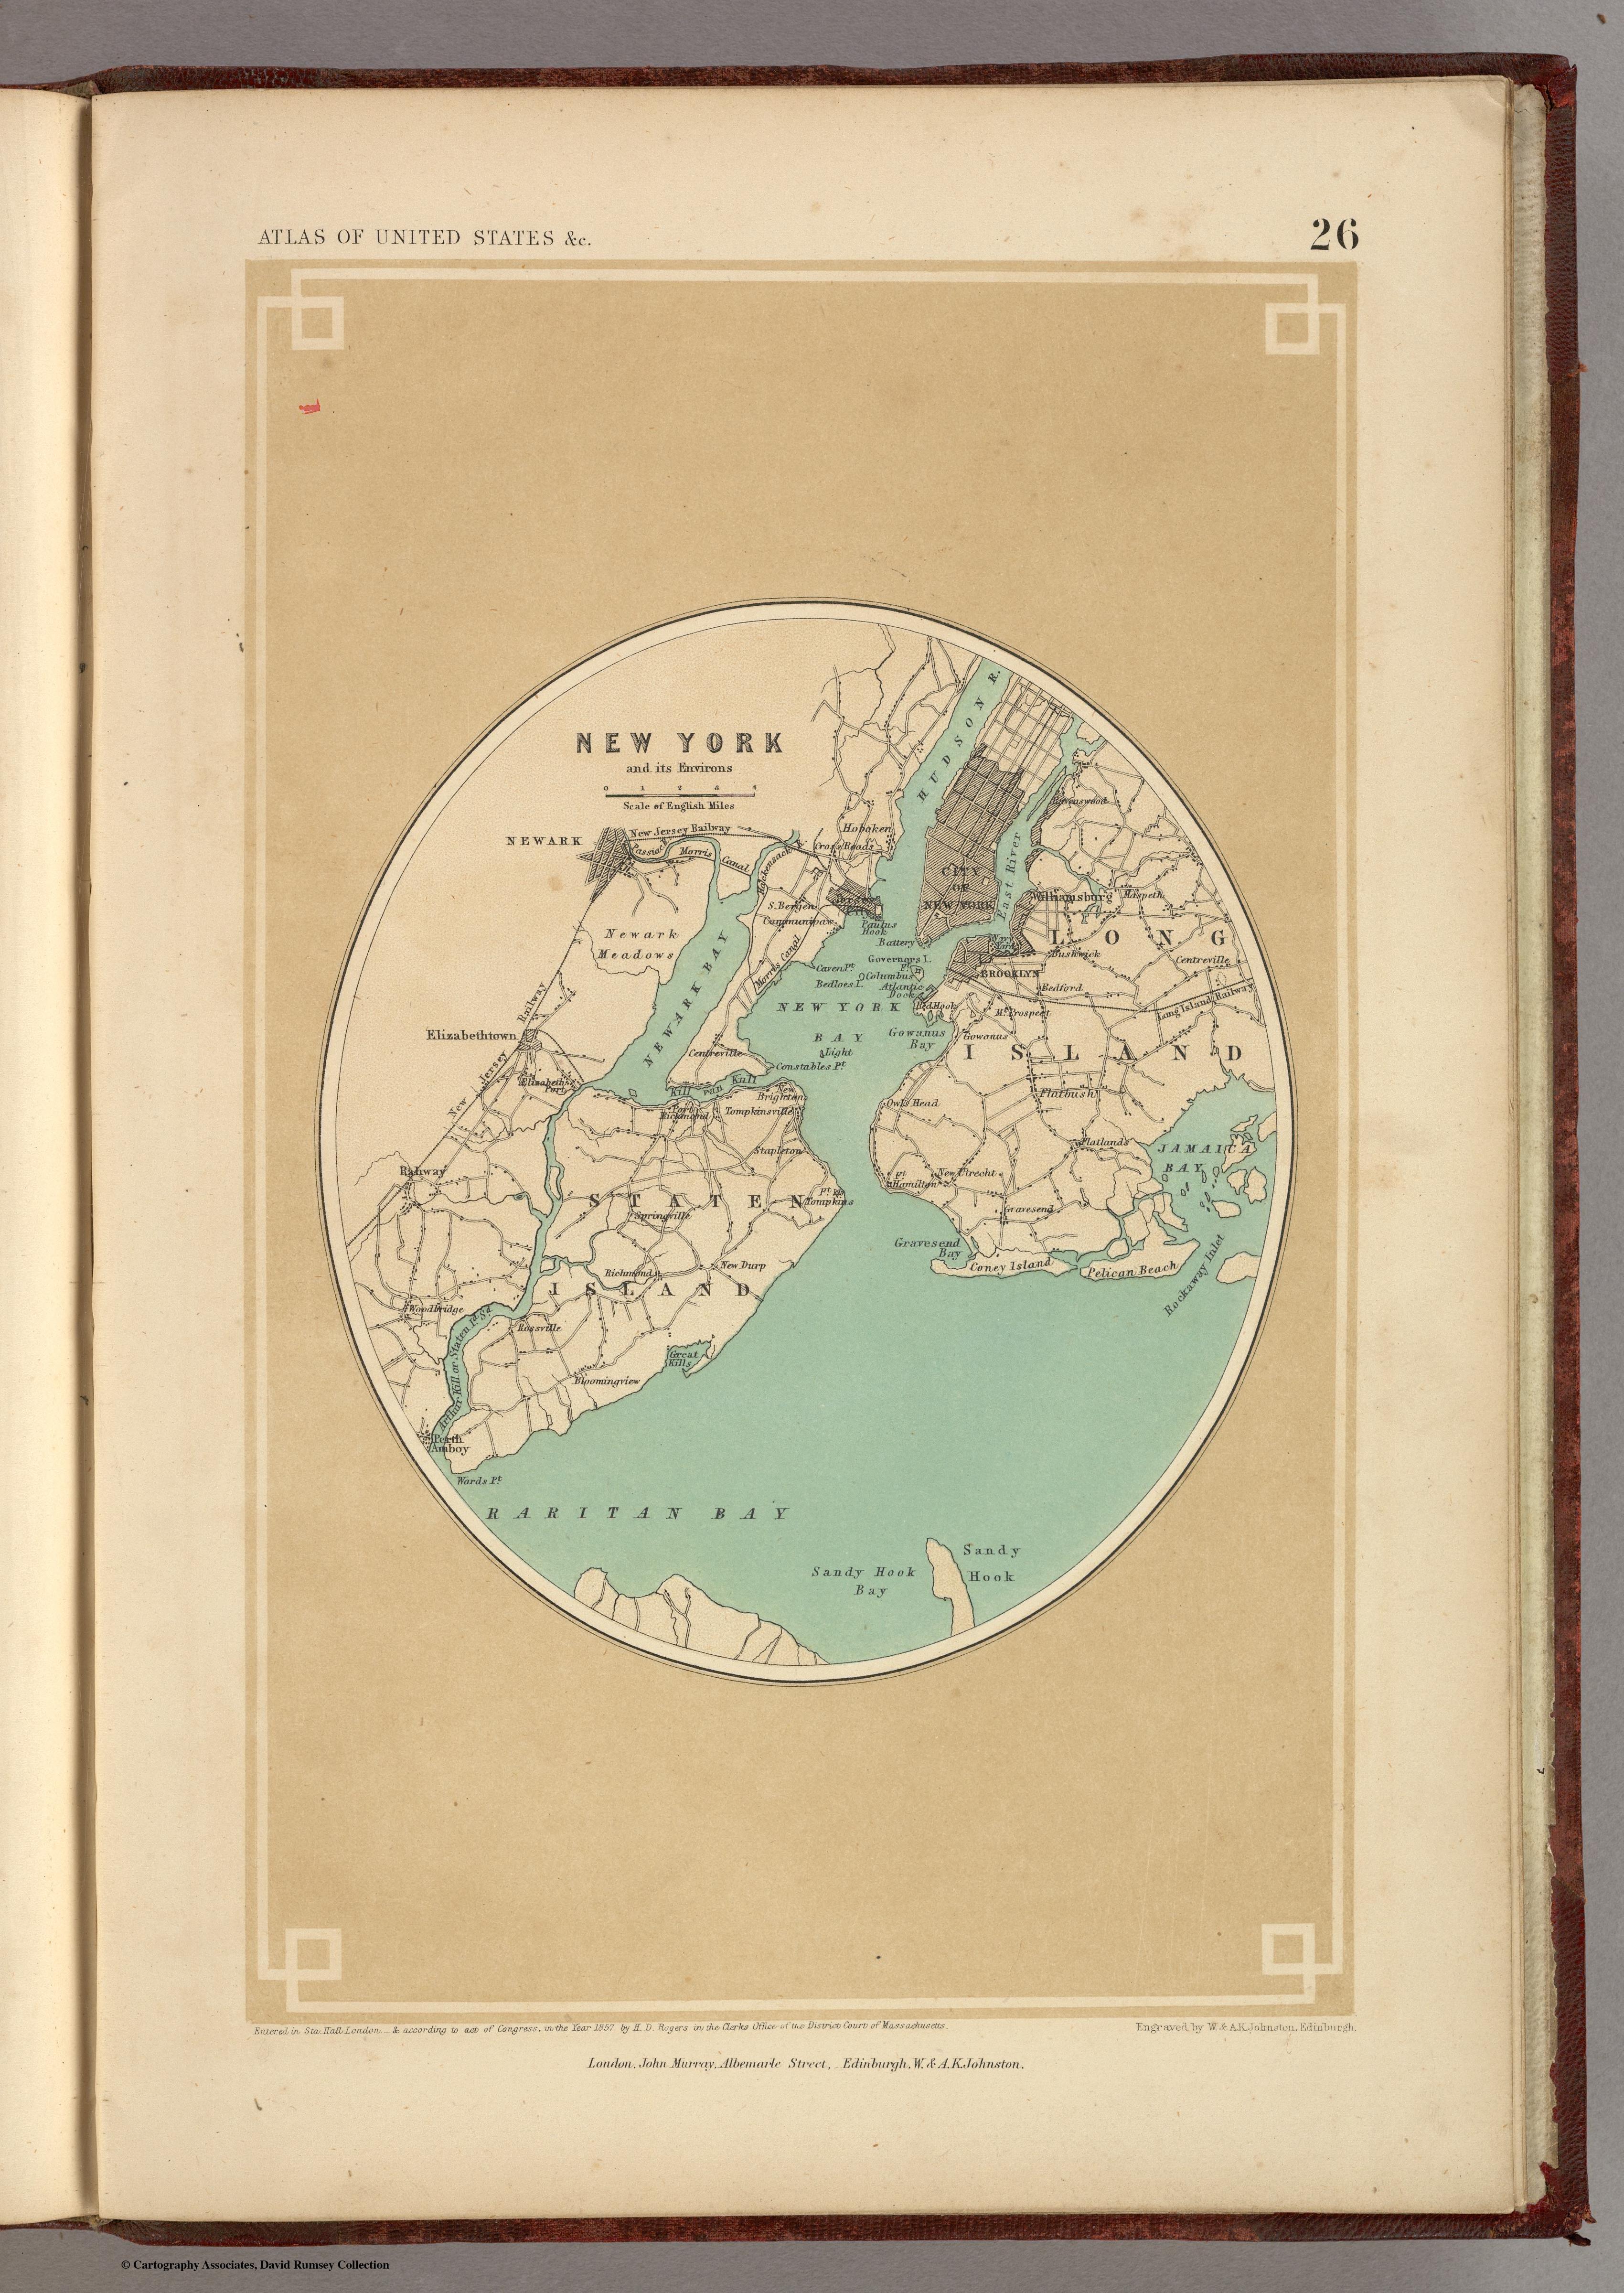 ATLAS OF UNITED STATES &c.
26
NEW YORK
and its Environs
0 1 2 3 4
Scale of English Miles
HUDSON R.
NEWARK
New Jersey Railway
Passaic
Morris Canal
Hackensack R.
Hoboken
Cross Roads
Ravenswood
CITY
OF
NEW YORK
East River
Jersey
City
S. Bergen
Communipaw
Paulus
Hook
Battery
Williamsburg
Maspeth
Navy
Yard
LONG
Bushwick
Centreville
Newark
Meadows
NEWARK BAY
Morris Canal
Caven Pt.
Governors I.
Ft.
Columbus
Bedloes I.
Atlantic
Dock
BROOKLYN
Bedford
Long Island Railway
NEW YORK
BAY
Red Hook
Mt. Prospect
Gowanus
Bay
Gowanus
Light
ISLAND
Elizabethtown
New Jersey Railway
Elizabeth
Port
Centreville
Constables Pt.
Kill van Kull
New
Brighton
Port
Richmond
Tompkinsville
Owls Head
Flatbush
Stapleton
Flatlands
JAMAICA
BAY
Rahway
Ft.
Hamilton
New Utrecht
STATEN
Ft.
Tompkins
Springville
Gravesend
Gravesend
Bay
Coney Island
Pelican Beach
Rockaway Inlet
Richmond
New Durp
ISLAND
Woodbridge
Rossville
Arthur Kill or Staten Id. Sd.
Great
Kills
Bloomingview
Perth
Amboy
Wards Pt.
RARITAN BAY
Sandy Hook
Bay
Sandy
Hook
Entered in Sta. Hall London _ & according to act of Congress, in the Year 1857 by H. D. Rogers in the Clerks Office of the District Court of Massachusetts.
Engraved by W. & A.K. Johnston, Edinburgh.
London, John Murray, Albemarle Street, Edinburgh, W. & A.K. Johnston.
© Cartography Associates, David Rumsey Collection